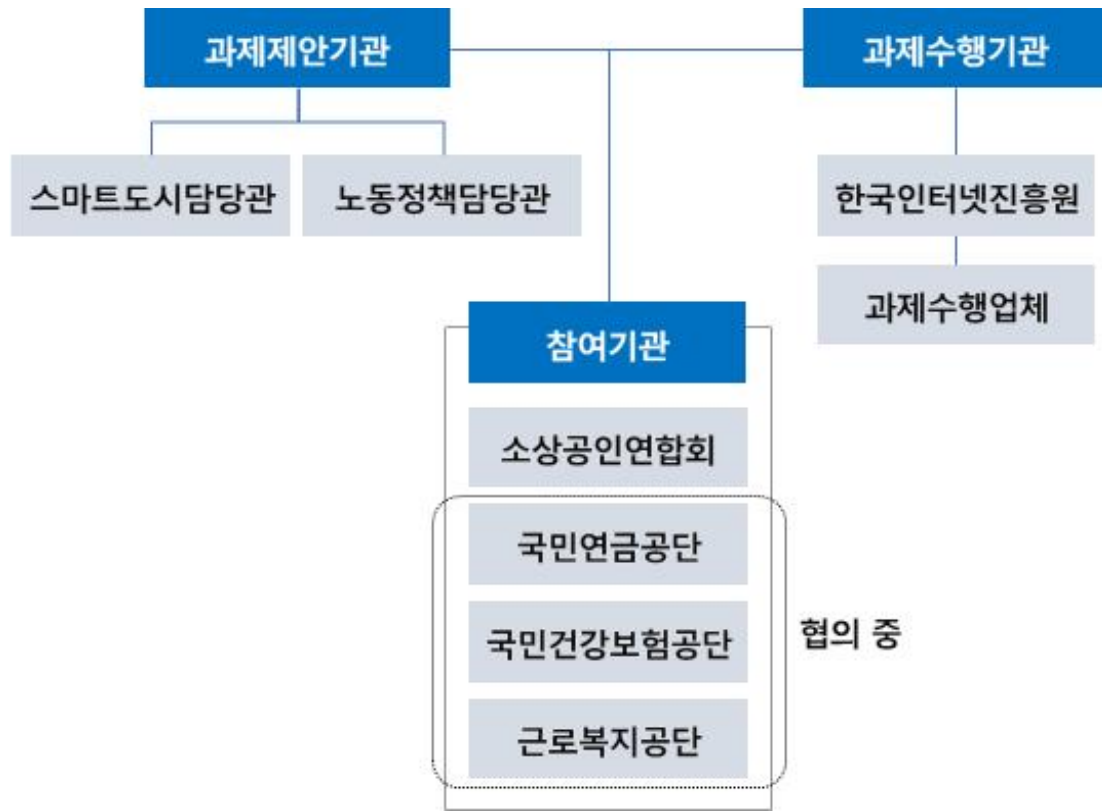 과제제안기관
과제수행기관
스마트도시담당관
노동정책담당관
한국인터넷진흥원
과제수행업체
참여기관
소상공인연합회
국민연금공단
국민건강보험공단
협의 중
근로복지공단